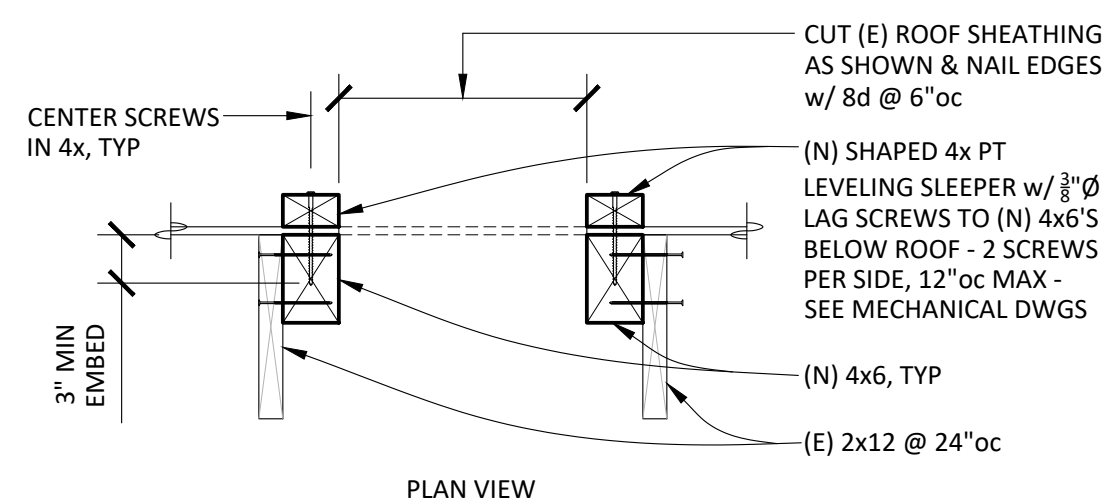 CUT (E) ROOF SHEATHING
AS SHOWN & NAIL EDGES
w/ 8d @ 6"oc
CENTER SCREWS
IN 4x, TYP
(N) SHAPED 4x PT
LEVELING SLEEPER w/ 3/8"Ø
LAG SCREWS TO (N) 4x6'S
BELOW ROOF - 2 SCREWS
PER SIDE, 12"oc MAX -
SEE MECHANICAL DWGS
3" MIN
EMBED
(N) 4x6, TYP
(E) 2x12 @ 24"oc
PLAN VIEW